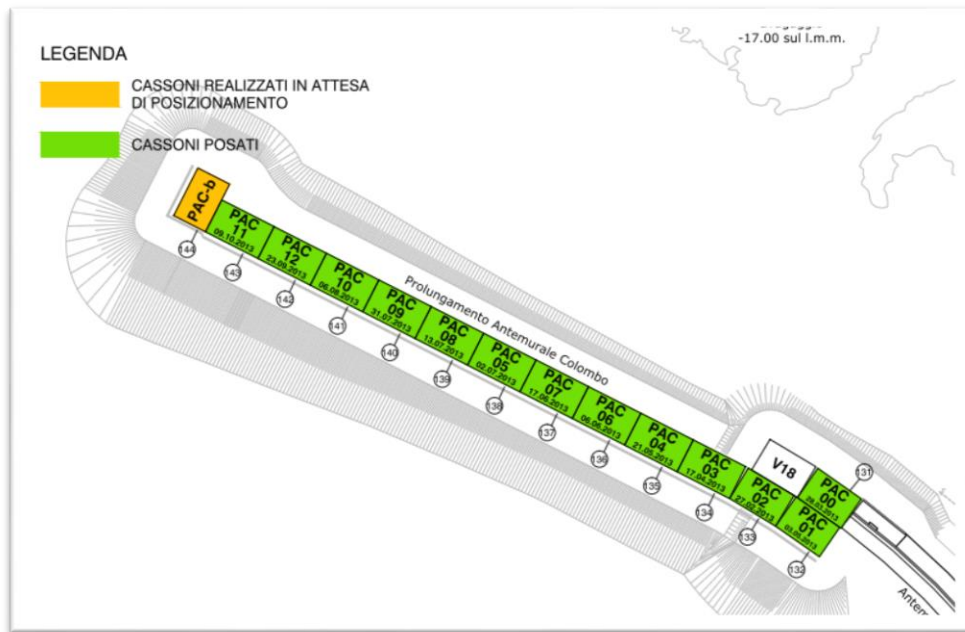 -17.00 sul l.m.m.
LEGENDA
CASSONI REALIZZATI IN ATTESA
DI POSIZIONAMENTO
CASSONI POSATI
PAC-b
PAC
11
09.10.2013
PAC
12
23.09.2013
PAC
10
06.08.2013
PAC
09
31.07.2013
PAC
08
13.07.2013
PAC
05
02.07.2013
PAC
07
17.06.2013
PAC
06
06.06.2013
PAC
04
21.05.2013
PAC
03
17.04.2013
PAC
02
PAC
01
PAC
00
V18
Prolungamento Antemurale Colombo
144
143
142
141
140
139
138
137
136
135
134
133
132
131